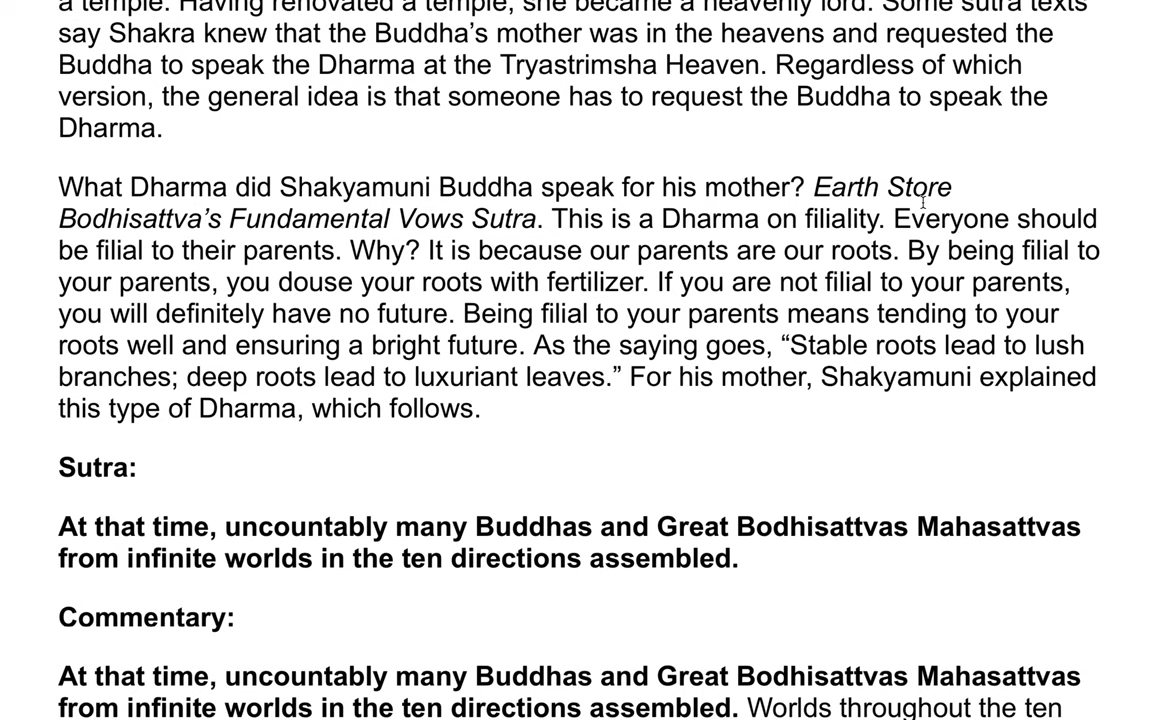 a temple. Having renovated a temple, she became a heavenly lord. Some sutra texts
say Shakra knew that the Buddha’s mother was in the heavens and requested the
Buddha to speak the Dharma at the Tryastrimsha Heaven. Regardless of which
version, the general idea is that someone has to request the Buddha to speak the
Dharma.
What Dharma did Shakyamuni Buddha speak for his mother? Earth Store
Bodhisattva’s Fundamental Vows Sutra. This is a Dharma on filiality. Everyone should
be filial to their parents. Why? It is because our parents are our roots. By being filial to
your parents, you douse your roots with fertilizer. If you are not filial to your parents,
you will definitely have no future. Being filial to your parents means tending to your
roots well and ensuring a bright future. As the saying goes, “Stable roots lead to lush
branches; deep roots lead to luxuriant leaves.” For his mother, Shakyamuni explained
this type of Dharma, which follows.
Sutra:
At that time, uncountably many Buddhas and Great Bodhisattvas Mahasattvas
from infinite worlds in the ten directions assembled.
Commentary:
At that time, uncountably many Buddhas and Great Bodhisattvas Mahasattvas
from infinite worlds in the ten directions assembled. Worlds throughout the ten